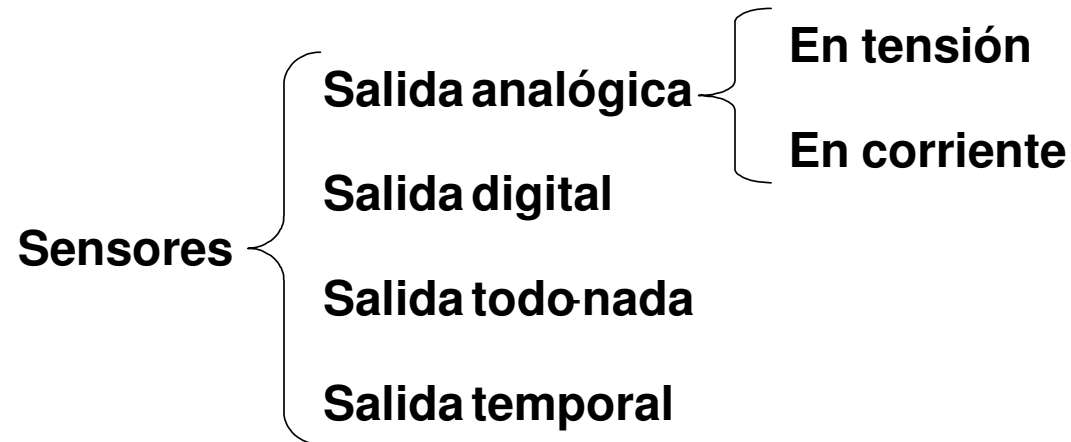 Sensores
Salida analógica
En tensión
En corriente
Salida digital
Salida todo-nada
Salida temporal